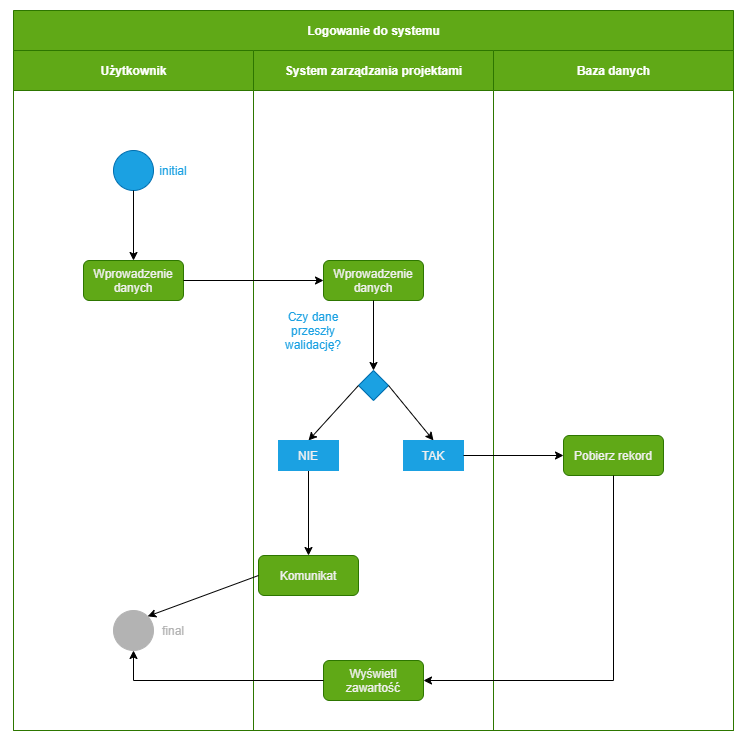 Logowanie do systemu
Użytkownik
System zarządzania projektami
Baza danych
initial
Wprowadzenie
danych
Wprowadzenie
danych
Czy dane
przeszły
walidację?
NIE
TAK
Pobierz rekord
Komunikat
final
Wyświetl
zawartość